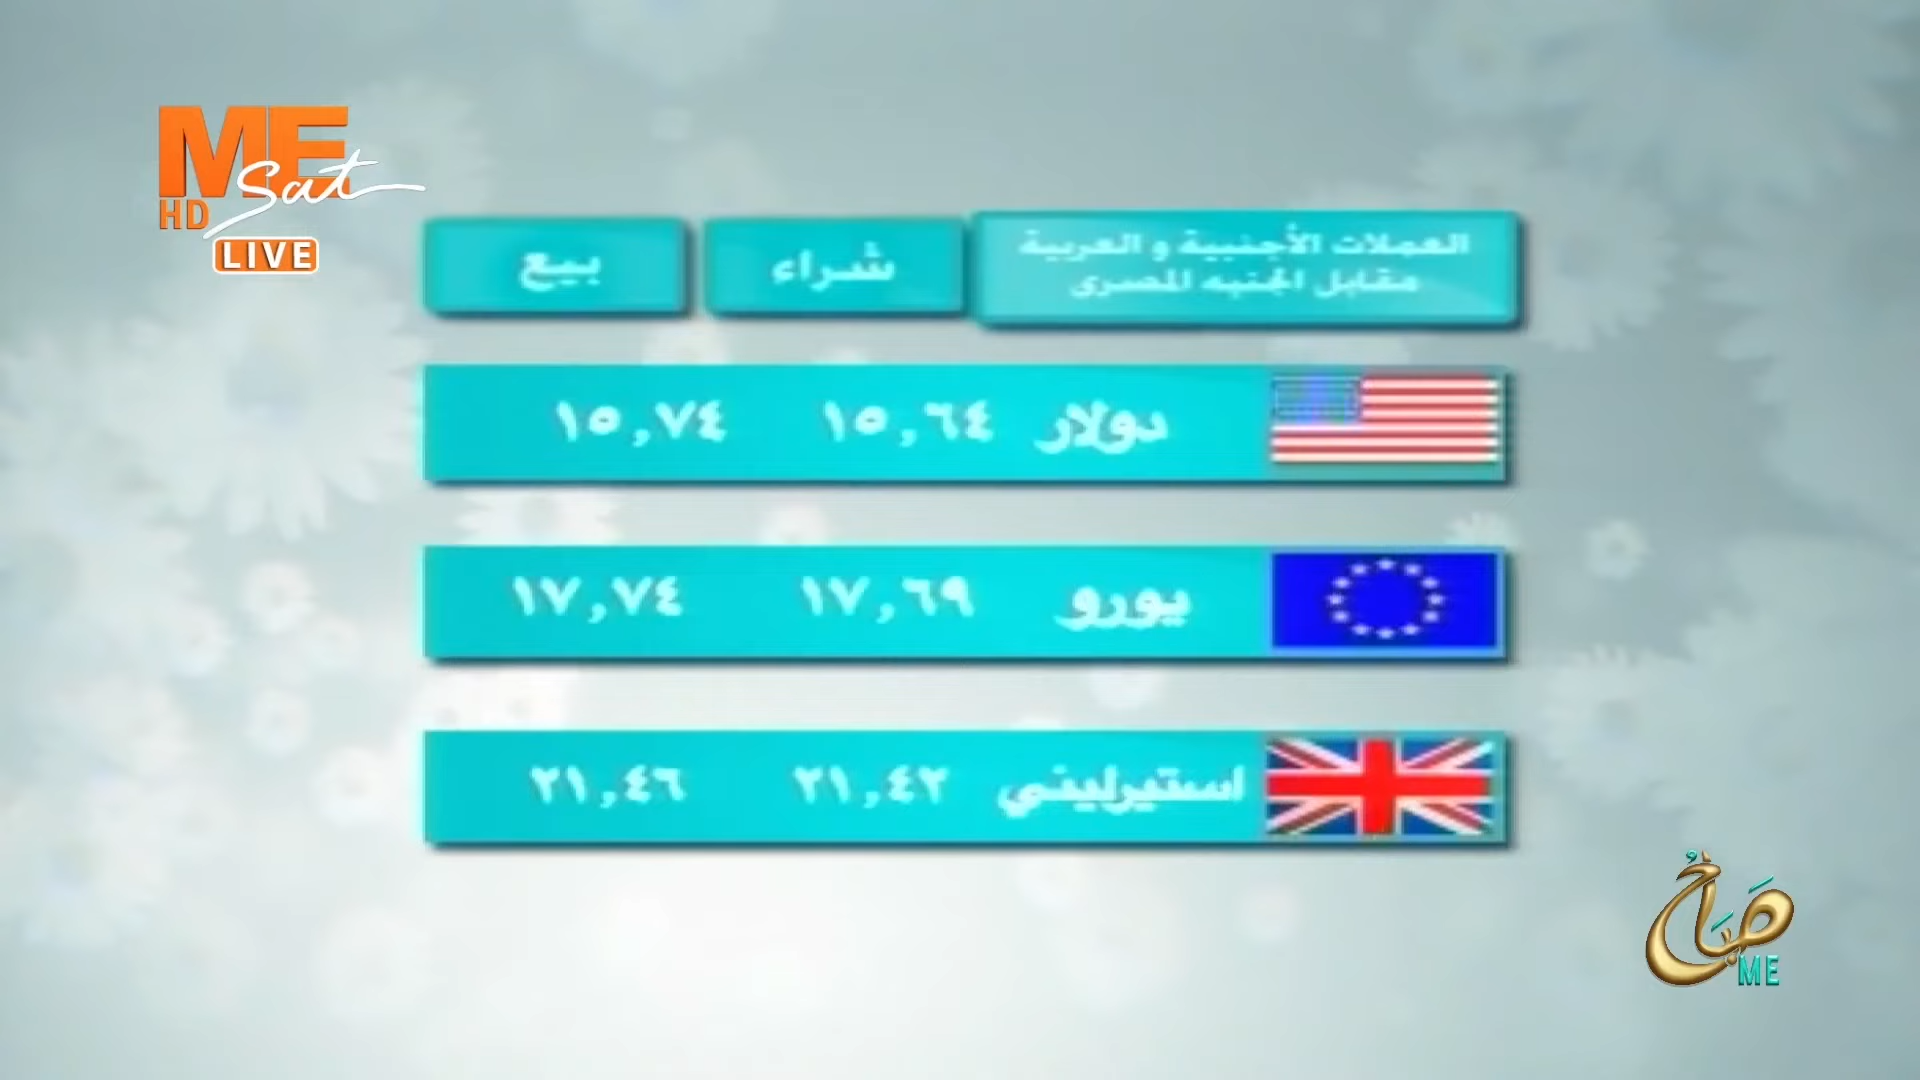 ME
Sat
HD
LIVE
العملات الأجنبية و العربية
مقابل الجنيه المصرى
شراء
بيع
دولار ١٥,٦٤ ١٥,٧٤
يورو ١٧,٦٩ ١٧,٧٤
استيرليني ٢١,٤٢ ٢١,٤٦
صباح
ME